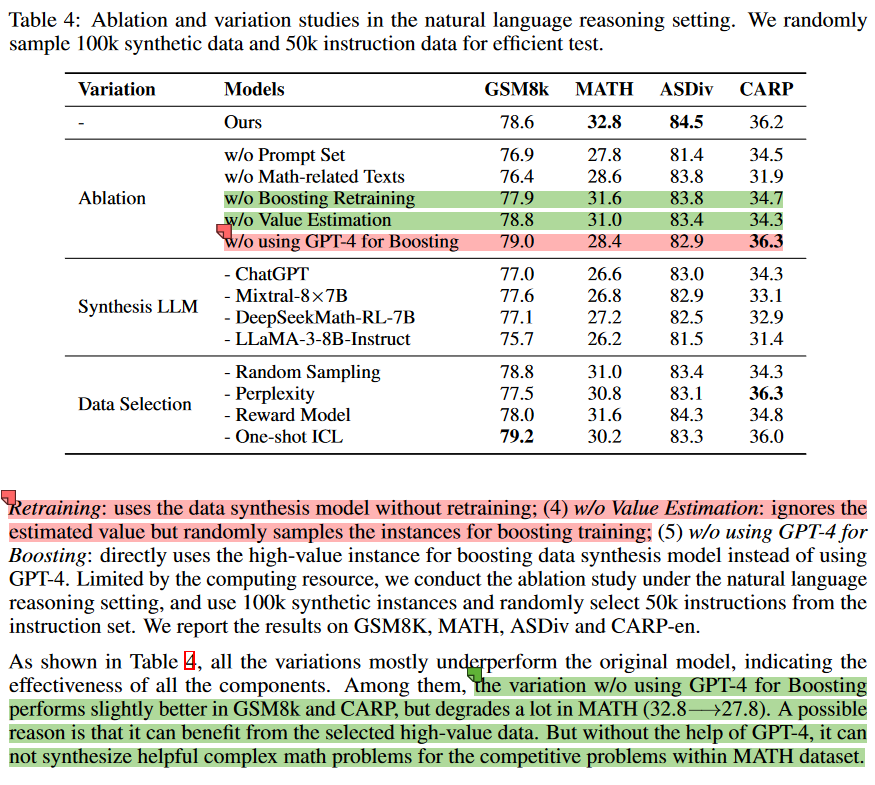 Table 4: Ablation and variation studies in the natural language reasoning setting. We randomly
sample 100k synthetic data and 50k instruction data for efficient test.
Variation Models GSM8k MATH ASDiv CARP
- Ours 78.6 32.8 84.5 36.2
w/o Prompt Set 76.9 27.8 81.4 34.5
w/o Math-related Texts 76.4 28.6 83.8 31.9
Ablation w/o Boosting Retraining 77.9 31.6 83.8 34.7
w/o Value Estimation 78.8 31.0 83.4 34.3
w/o using GPT-4 for Boosting 79.0 28.4 82.9 36.3
- ChatGPT 77.0 26.6 83.0 34.3
- Mixtral-8×7B 77.6 26.8 82.9 33.1
Synthesis LLM
- DeepSeekMath-RL-7B 77.1 27.2 82.5 32.9
- LLaMA-3-8B-Instruct 75.7 26.2 81.5 31.4
- Random Sampling 78.8 31.0 83.4 34.3
- Perplexity 77.5 30.8 83.1 36.3
Data Selection
- Reward Model 78.0 31.6 84.3 34.8
- One-shot ICL 79.2 30.2 83.3 36.0
Retraining: uses the data synthesis model without retraining; (4) w/o Value Estimation: ignores the
estimated value but randomly samples the instances for boosting training; (5) w/o using GPT-4 for
Boosting: directly uses the high-value instance for boosting data synthesis model instead of using
GPT-4. Limited by the computing resource, we conduct the ablation study under the natural language
reasoning setting, and use 100k synthetic instances and randomly select 50k instructions from the
instruction set. We report the results on GSM8K, MATH, ASDiv and CARP-en.
As shown in Table 4, all the variations mostly underperform the original model, indicating the
effectiveness of all the components. Among them, the variation w/o using GPT-4 for Boosting
performs slightly better in GSM8k and CARP, but degrades a lot in MATH (32.8⟶27.8). A possible
reason is that it can benefit from the selected high-value data. But without the help of GPT-4, it can
not synthesize helpful complex math problems for the competitive problems within MATH dataset.